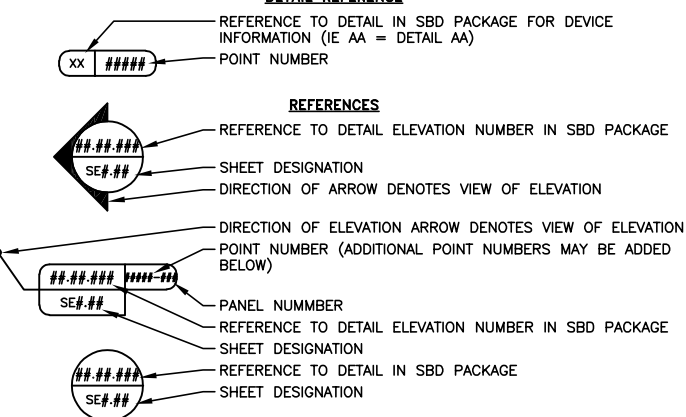 DETAIL REFERENCE
REFERENCE TO DETAIL IN SBD PACKAGE FOR DEVICE
INFORMATION (IE AA = DETAIL AA)
XX #####
POINT NUMBER
REFERENCES
REFERENCE TO DETAIL ELEVATION NUMBER IN SBD PACKAGE
##.##.###
SE#.##
SHEET DESIGNATION
DIRECTION OF ARROW DENOTES VIEW OF ELEVATION
DIRECTION OF ELEVATION ARROW DENOTES VIEW OF ELEVATION
POINT NUMBER (ADDITIONAL POINT NUMBERS MAY BE ADDED
BELOW)
##.##.### #####-###
SE#.##
PANEL NUMMBER
REFERENCE TO DETAIL ELEVATION NUMBER IN SBD PACKAGE
SHEET DESIGNATION
##.##.###
REFERENCE TO DETAIL IN SBD PACKAGE
SE#.##
SHEET DESIGNATION